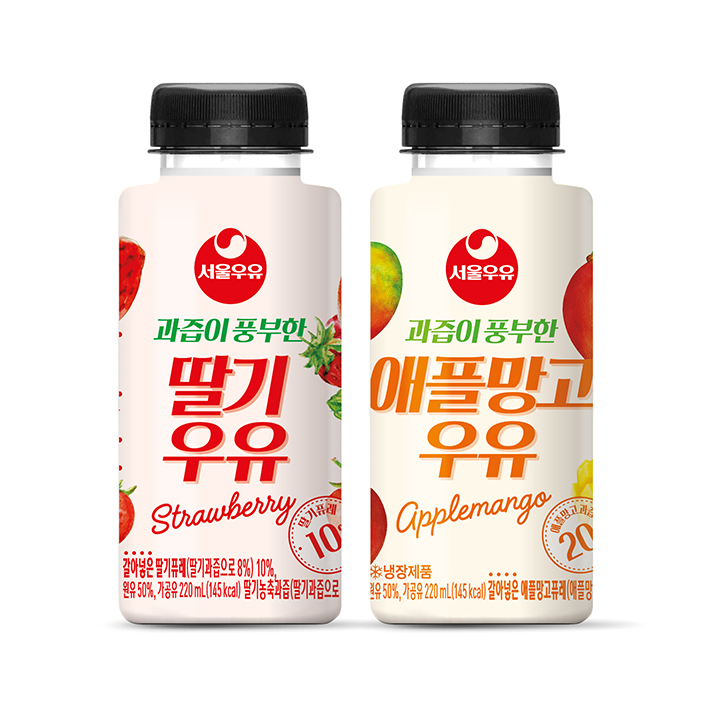 서울우유
과즙이 풍부한
딸기
우유
Strawberry
딸기퓨레
10
갈아넣은 딸기퓨레(딸기과즙으로 8%) 10%,
원유 50%, 가공유 220 mL(145 kcal) 딸기농축과즙(딸기과즙으로
서울우유
과즙이 풍부한
애플망고
우유
Applemango
애플망고과즙
20
냉장제품
원유 50%, 가공유 220 mL(145 kcal) 갈아넣은 애플망고퓨레(애플망